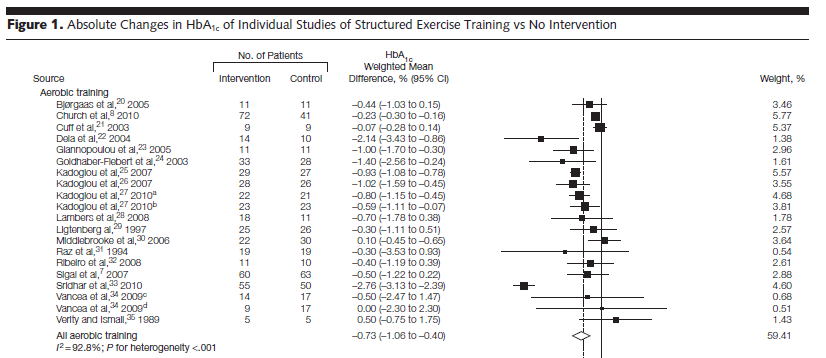 Figure 1. Absolute Changes in HbA1c of Individual Studies of Structured Exercise Training vs No Intervention
No. of Patients HbA1c
Weighted Mean
Source Intervention Control Difference, % (95% CI) Weight, %
Aerobic training
Bjørgaas et al,20 2005 11 11 −0.44 (−1.03 to 0.15) 3.46
Church et al,8 2010 72 41 −0.23 (−0.30 to −0.16) 5.77
Cuff et al,21 2003 9 9 −0.07 (−0.28 to 0.14) 5.37
Dela et al,22 2004 14 10 −2.14 (−3.43 to −0.86) 1.38
Giannopoulou et al,23 2005 11 11 −1.00 (−1.70 to −0.30) 2.96
Goldhaber-Fiebert et al,24 2003 33 28 −1.40 (−2.56 to −0.24) 1.61
Kadoglou et al,25 2007 29 27 −0.93 (−1.08 to −0.78) 5.57
Kadoglou et al,26 2007 28 26 −1.02 (−1.59 to −0.45) 3.55
Kadoglou et al,27 2010a 22 21 −0.80 (−1.15 to −0.45) 4.68
Kadoglou et al,27 2010b 23 23 −0.59 (−1.11 to −0.07) 3.81
Lambers et al,28 2008 18 11 −0.70 (−1.78 to 0.38) 1.78
Ligtenberg al,29 1997 25 26 −0.30 (−1.11 to 0.51) 2.57
Middlebrooke et al,30 2006 22 30 0.10 (−0.45 to −0.65) 3.64
Raz et al,31 1994 19 19 −0.30 (−3.53 to 0.93) 0.54
Ribeiro et al,32 2008 11 10 −0.40 (−1.19 to 0.39) 2.61
Sigal et al,7 2007 60 63 −0.50 (−1.22 to 0.22) 2.88
Sridhar et al,33 2010 55 50 −2.76 (−3.13 to −2.39) 4.60
Vancea et al,34 2009c 14 17 −0.50 (−2.47 to 1.47) 0.68
Vancea et al,34 2009d 9 17 0.00 (−2.30 to 2.30) 0.51
Verity and Ismail,35 1989 5 5 0.50 (−0.75 to 1.75) 1.43
All aerobic training −0.73 (−1.06 to −0.40) 59.41
I2=92.8%; P for heterogeneity <.001